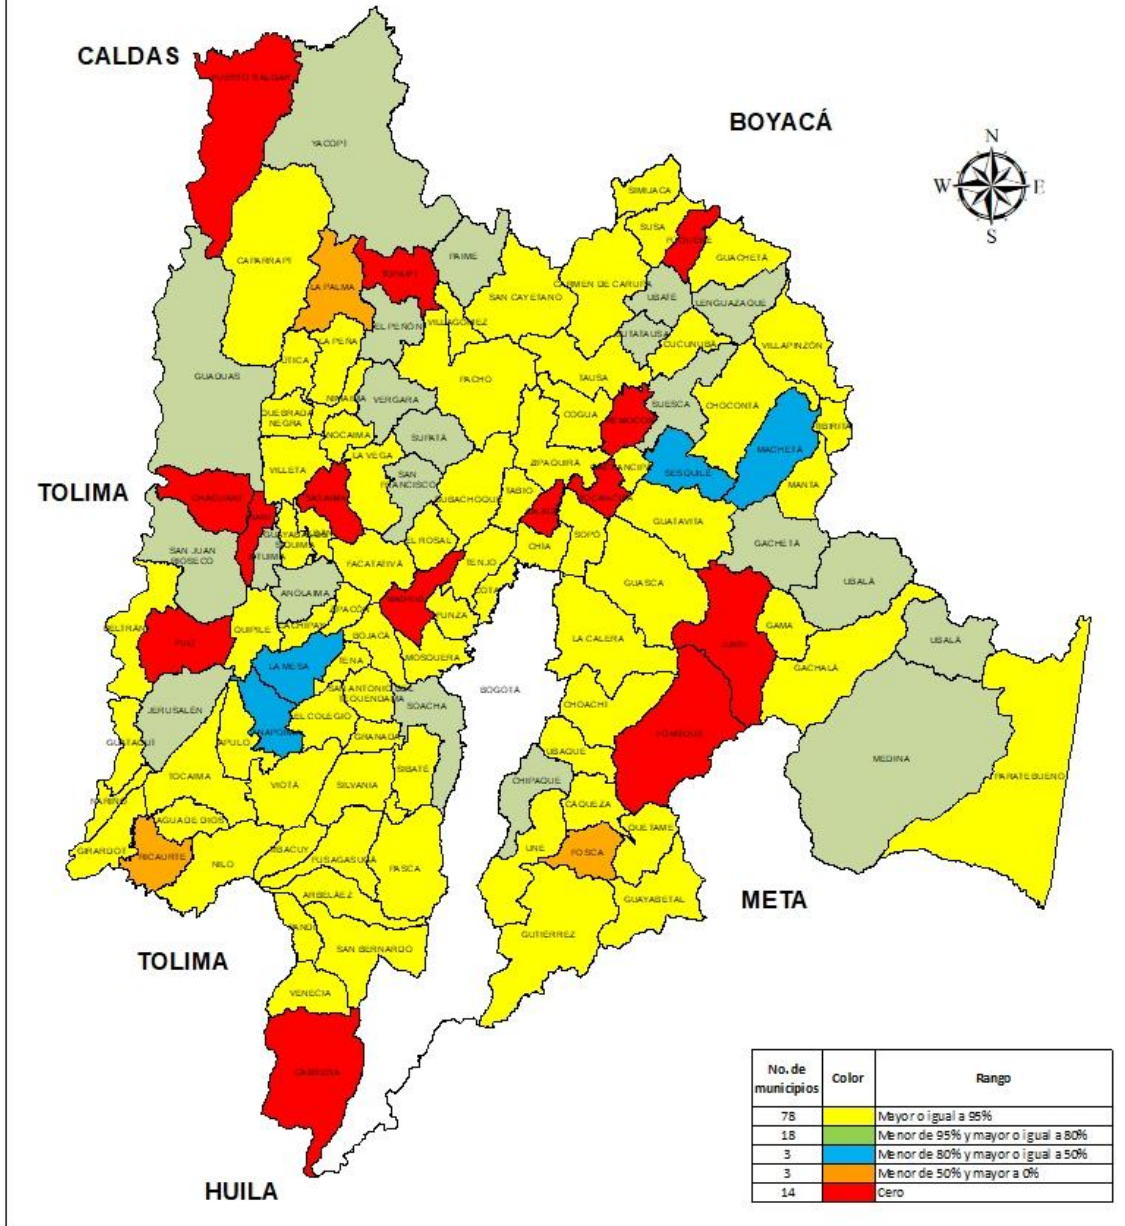 CALDAS
BOYACÁ
N
W E
S
PUERTO SALGAR
YACOPÍ
SIMIJACA
SUSA
GUACHETÁ
CAPARRAPÍ
PAIME
LA PALMA
SAN CAYETANO
CARMEN DE CARUPA
UBATÉ
LENGUAZAQUE
EL PEÑÓN
VILLAGÓMEZ
SUTATAUSA
CUCUNUBÁ
VILLAPINZÓN
LA PEÑA
ÚTICA
GUADUAS
PACHO
TAUSA
NIMAIMA
VERGARA
SUESCA
CHOCONTÁ
QUEBRADA
NEGRA
COGUA
TIBIRITA
NOCAIMA
SUPATÁ
MACHETÁ
LA VEGA
VILLETA
ZIPAQUIRÁ
SAN
FRANCISCO
SESQUILÉ
MANTA
TOLIMA
SUBACHOQUE
TABIO
GUATAVITA
EL ROSAL
CHÍA
SOPÓ
GACHETÁ
SAN JUAN
RIOSECO
FACATATIVÁ
TENJO
GUASCA
UBALÁ
ANOLAIMA
COTA
ZIPACÓN
FUNZA
BELTRÁN
QUIPILE
BOJACÁ
LA CALERA
GAMA
UBALÁ
MOSQUERA
LA MESA
TENA
JUNÍN
GACHALÁ
BOGOTÁ
SAN ANTONIO DEL
TEQUENDAMA
SOACHA
CHOACHÍ
JERUSALÉN
EL COLEGIO
GUATAQUÍ
APULO
GRANADA
UBAQUE
SIBATÉ
MEDINA
TOCAIMA
VIOTÁ
SILVANIA
CHIPAQUE
PARATEBUENO
NARIÑO
CÁQUEZA
AGUA DE DIOS
QUETAME
GIRARDOT
RICAURTE
NILO
TIBACUY
FUSAGASUGÁ
PASCA
UNE
FOSCA
ARBELÁEZ
GUAYABETAL
META
PANDI
GUTIÉRREZ
SAN BERNARDO
TOLIMA
VENECIA
CABRERA
HUILA
No. de municipios Color Rango
78 Mayor o igual a 95%
18 Menor de 95% y mayor o igual a 80%
3 Menor de 80% y mayor o igual a 50%
3 Menor de 50% y mayor a 0%
14 Cero